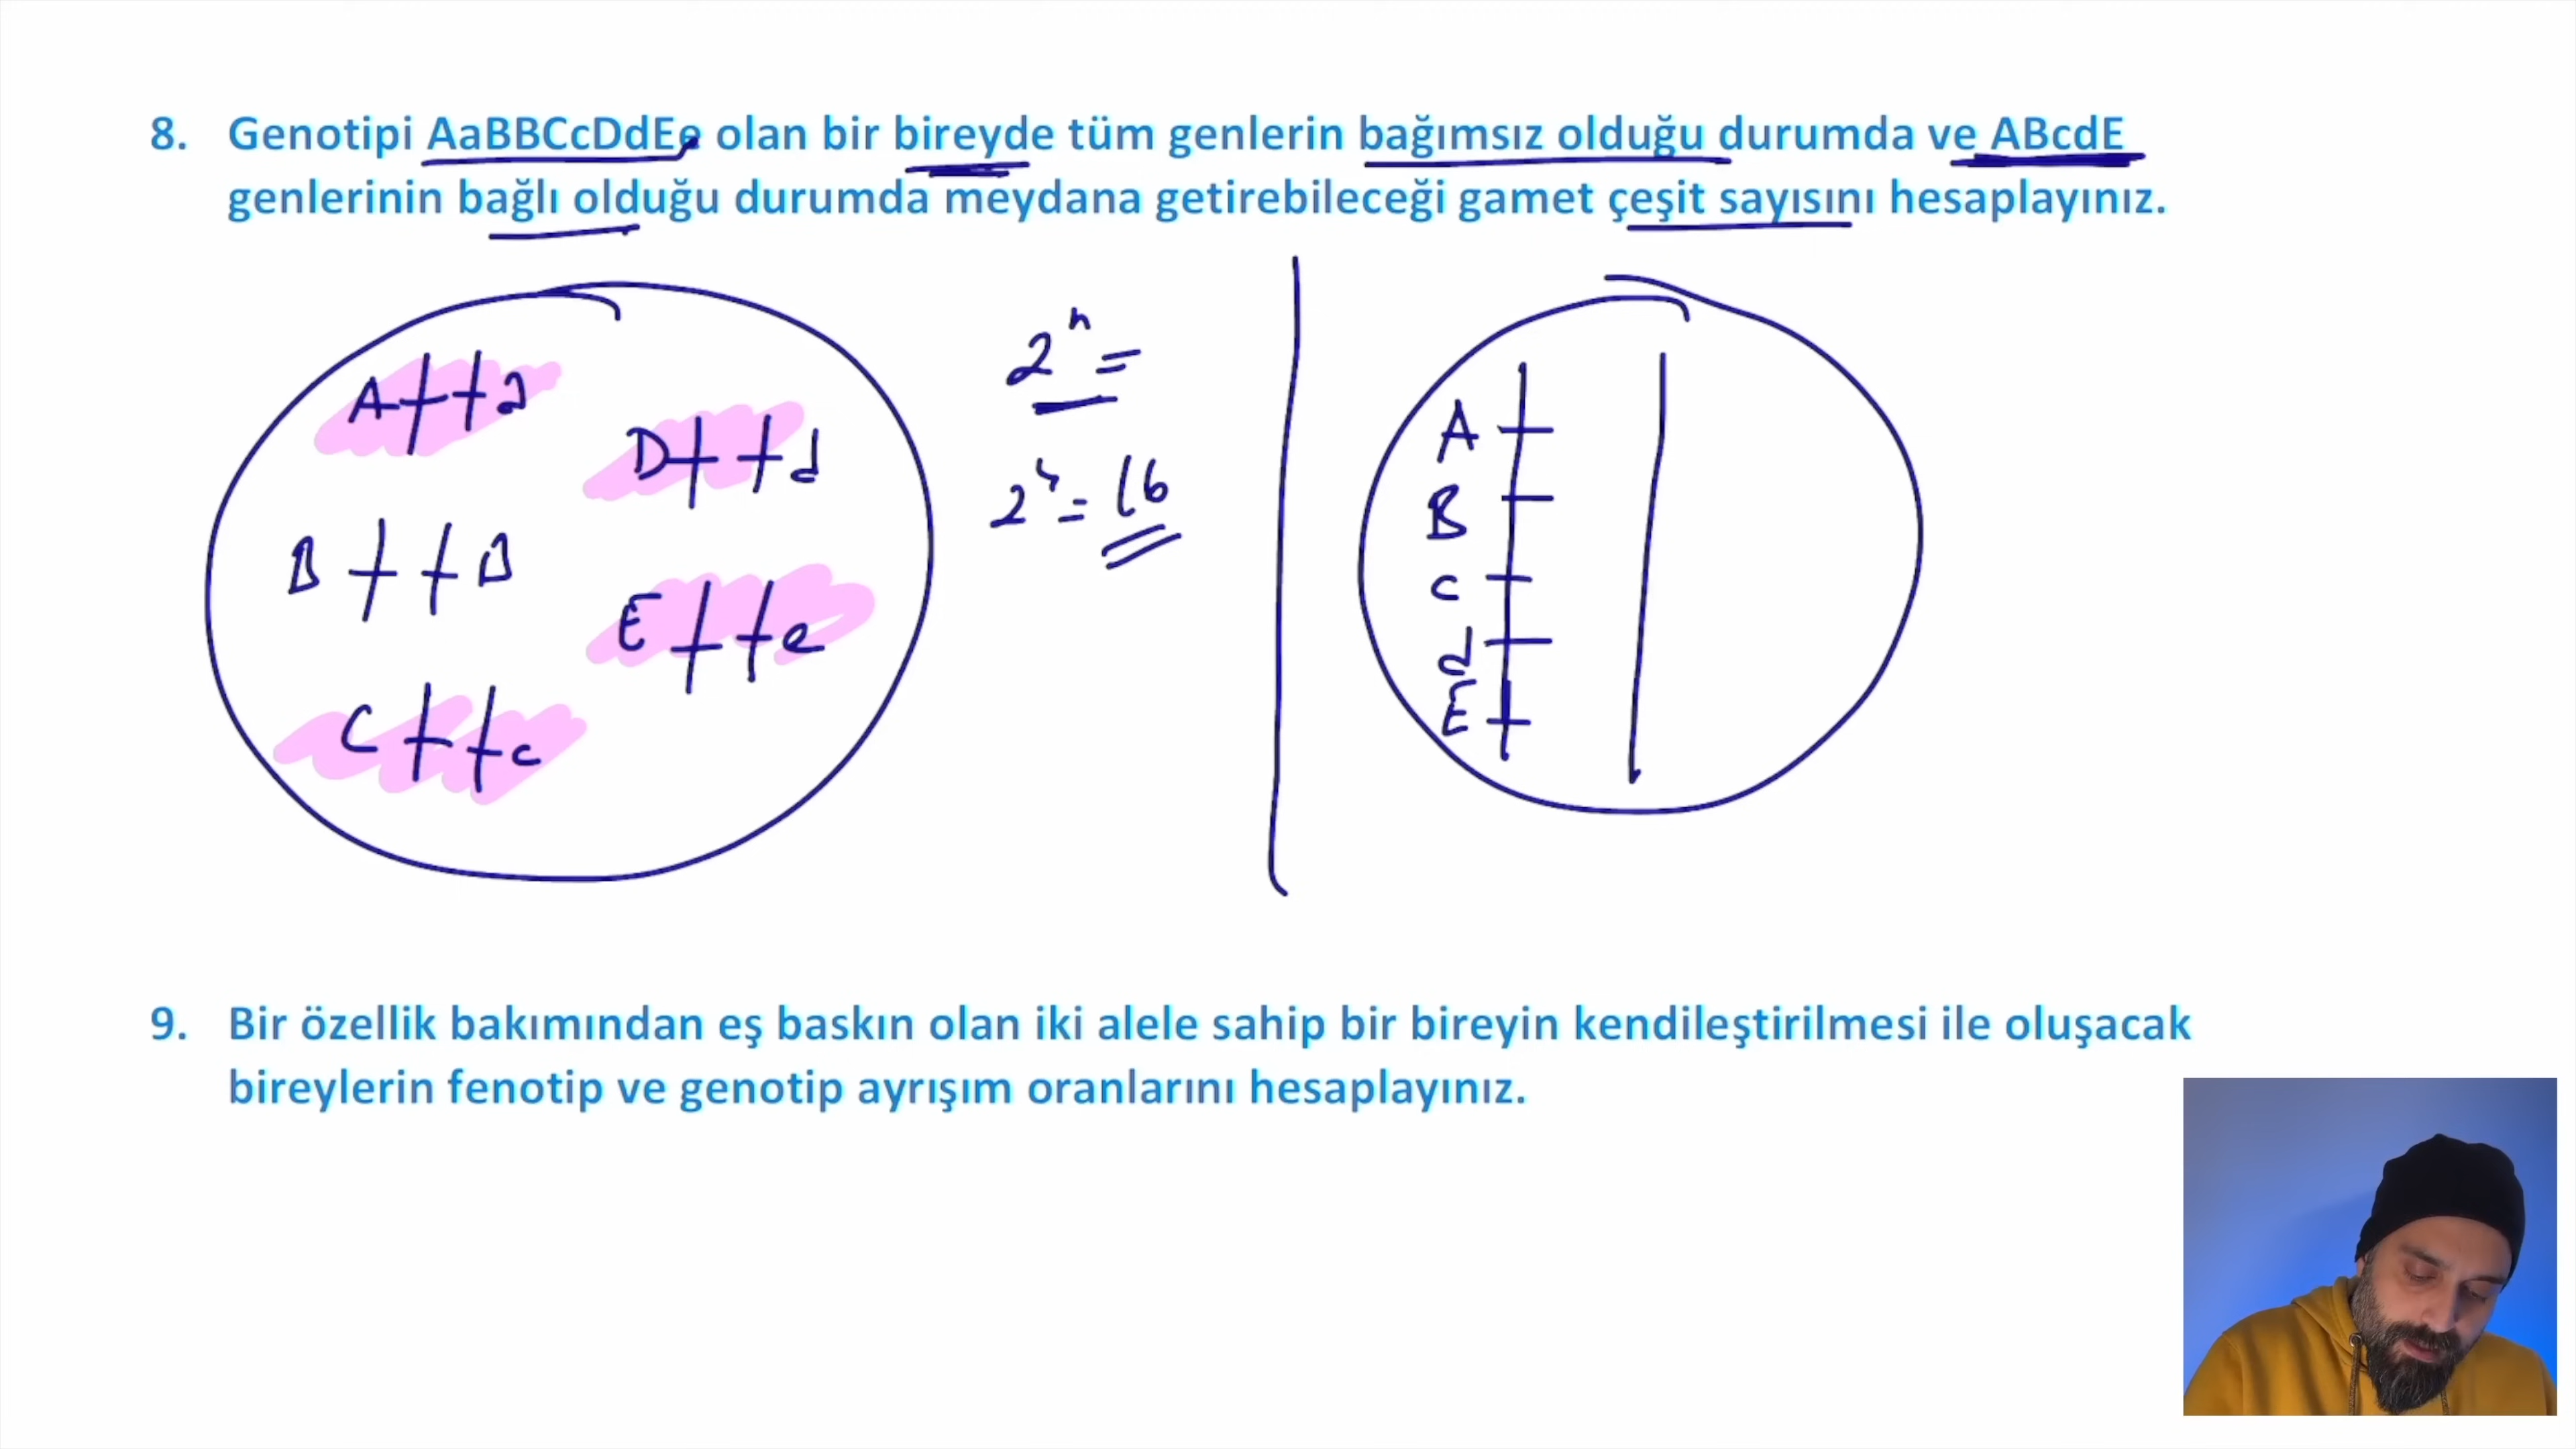 8. Genotipi AaBBCcDdEe olan bir bireyde tüm genlerin bağımsız olduğu durumda ve ABcdE
genlerinin bağlı olduğu durumda meydana getirebileceği gamet çeşit sayısını hesaplayınız.
A a
D d
B B
E e
C c
2ⁿ =
2⁴ = 16
A
B
c
d
E
9. Bir özellik bakımından eş baskın olan iki alele sahip bir bireyin kendileştirilmesi ile oluşacak
bireylerin fenotip ve genotip ayrışım oranlarını hesaplayınız.